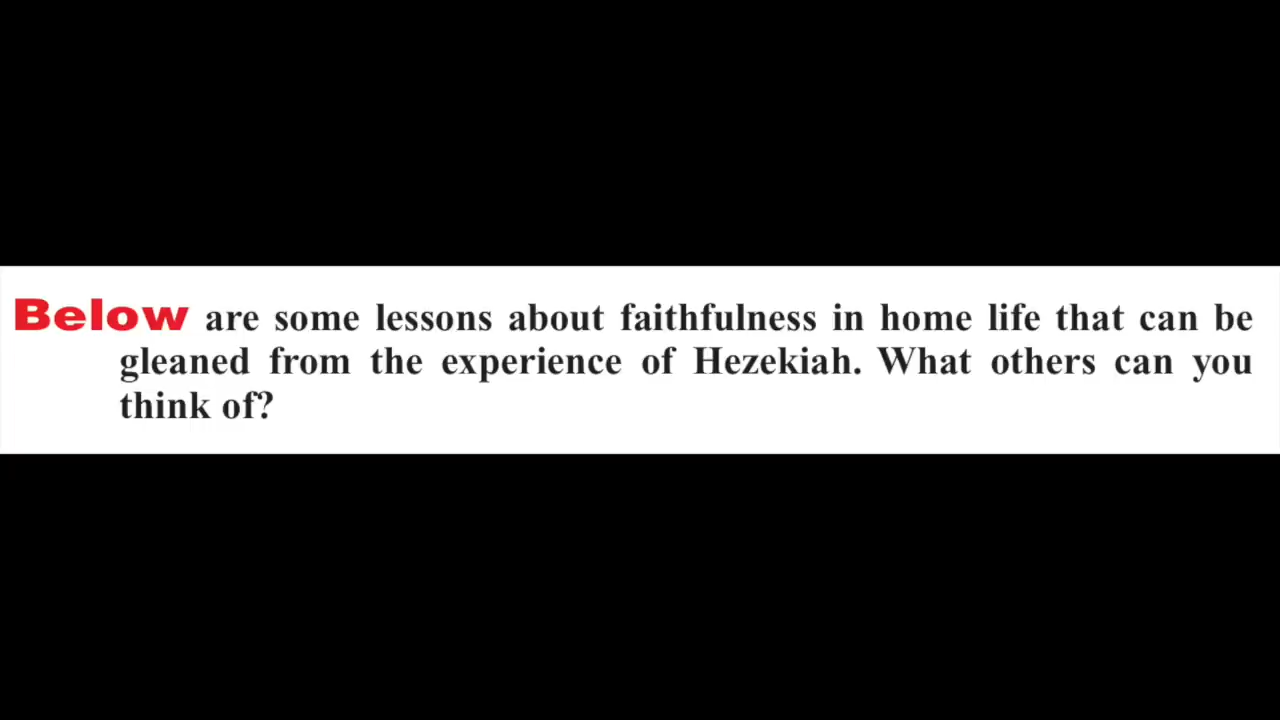 Below are some lessons about faithfulness in home life that can be
gleaned from the experience of Hezekiah. What others can you
think of?